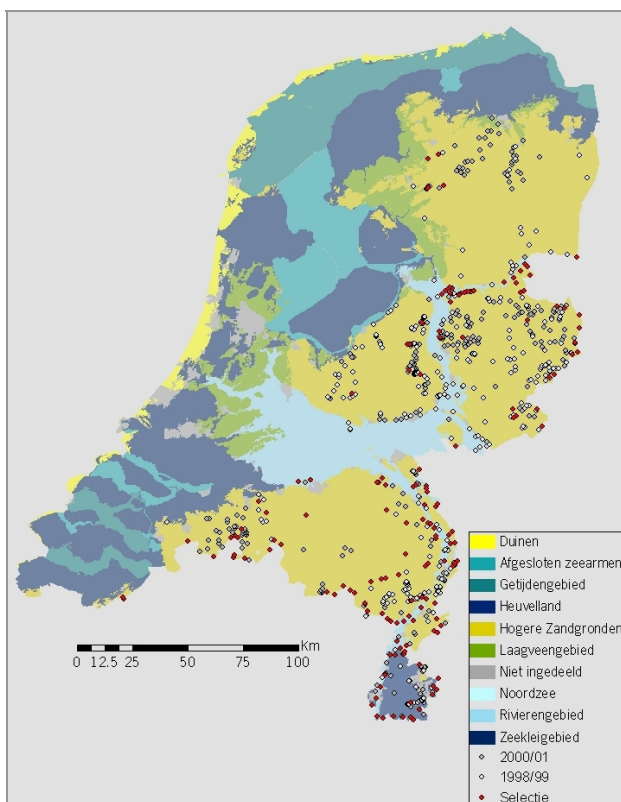 Km
0 12.5 25 50 75 100
Duinen
Afgesloten zeearmen
Getijdengebied
Heuvelland
Hogere Zandgronden
Laagveengebied
Niet ingedeeld
Noordzee
Rivierengebied
Zeekleigebied
2000/01
1998/99
Selectie